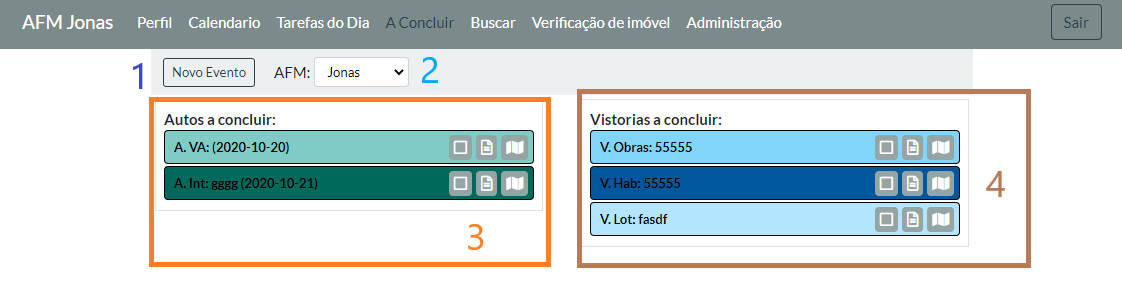 AFM Jonas Perfil Calendario Tarefas do Dia A Concluir Buscar Verificação de imóvel Administração Sair
1 Novo Evento AFM: Jonas 2
Autos a concluir:
A. VA: (2020-10-20)
A. Int: gggg (2020-10-21)
3
Vistorias a concluir:
V. Obras: 55555
V. Hab: 55555
V. Lot: fasdf
4